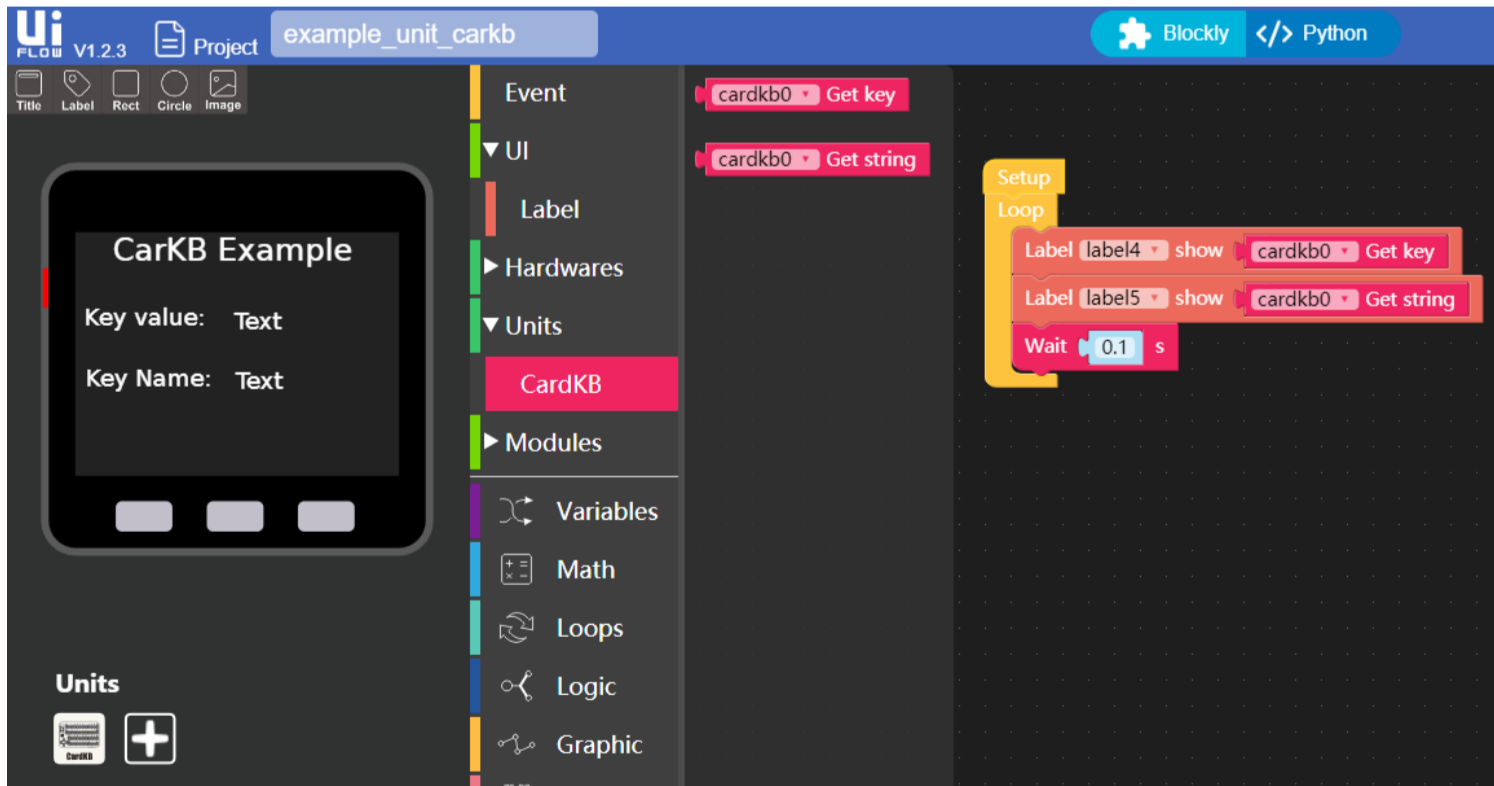 Ui
FLOW V1.2.3 Project example_unit_carkb Blockly </> Python
Title Label Rect Circle Image
CarKB Example
Key value: Text
Key Name: Text
Units
CardKB
Event
UI
Label
Hardwares
Units
CardKB
Modules
Variables
Math
Loops
Logic
Graphic
cardkb0 Get key
cardkb0 Get string
Setup
Loop
Label label4 show cardkb0 Get key
Label label5 show cardkb0 Get string
Wait 0.1 s